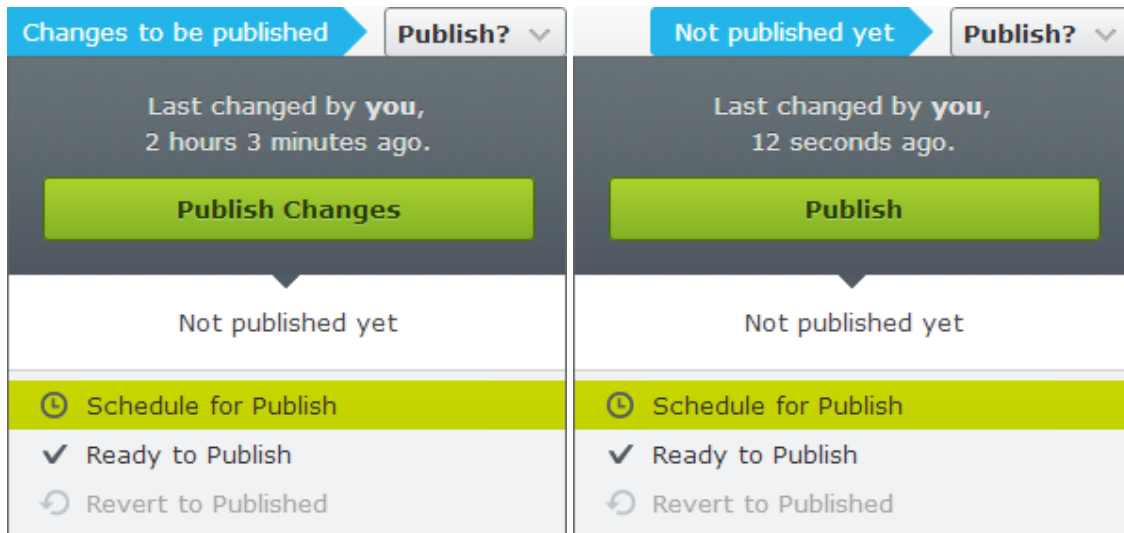 Changes to be published
Publish?
Last changed by you,
2 hours 3 minutes ago.
Publish Changes
Not published yet
Schedule for Publish
Ready to Publish
Revert to Published
Not published yet
Publish?
Last changed by you,
12 seconds ago.
Publish
Not published yet
Schedule for Publish
Ready to Publish
Revert to Published